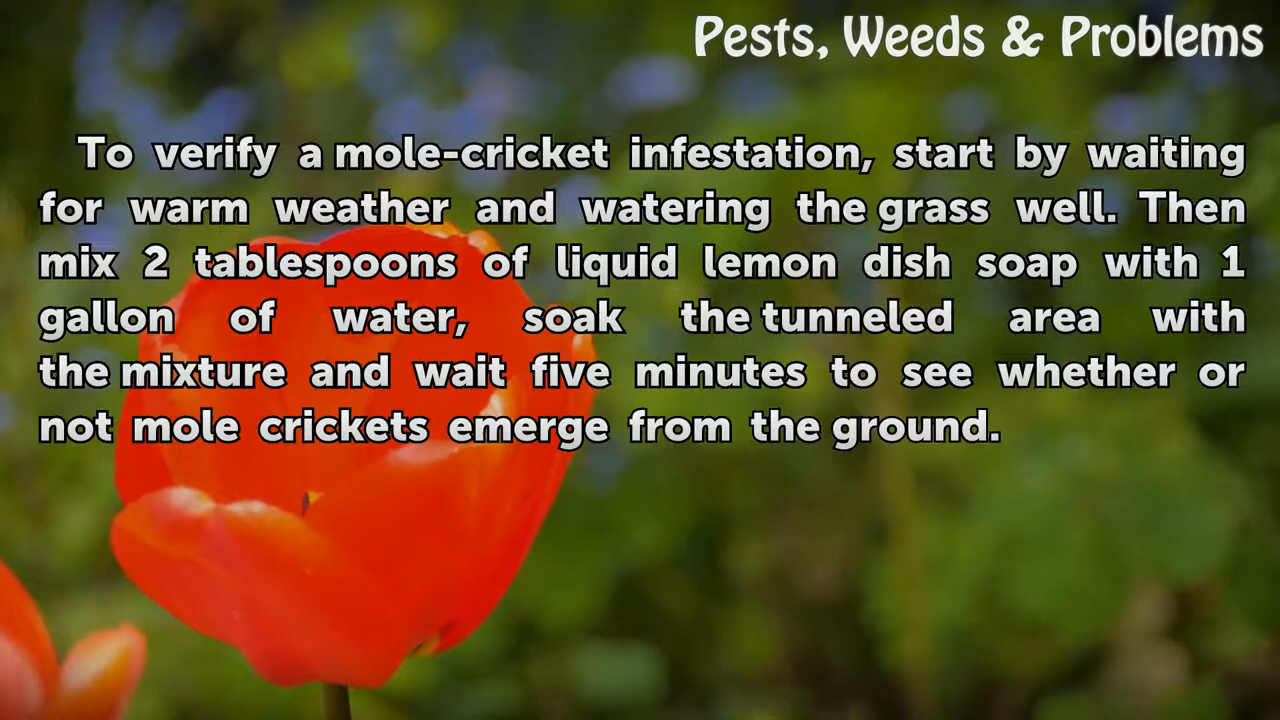 Pests, Weeds & Problems
To verify a mole-cricket infestation, start by waiting
for warm weather and watering the grass well. Then
mix 2 tablespoons of liquid lemon dish soap with 1
gallon of water, soak the tunneled area with
the mixture and wait five minutes to see whether or
not mole crickets emerge from the ground.